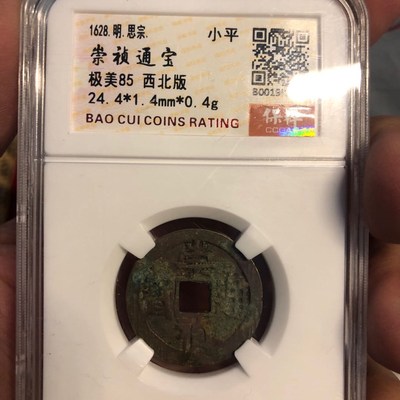 1628.明.思宗. 小平
崇祯通宝
极美85 西北版
24.4*1.4mm*0.4g
BAO CUI COINS RATING